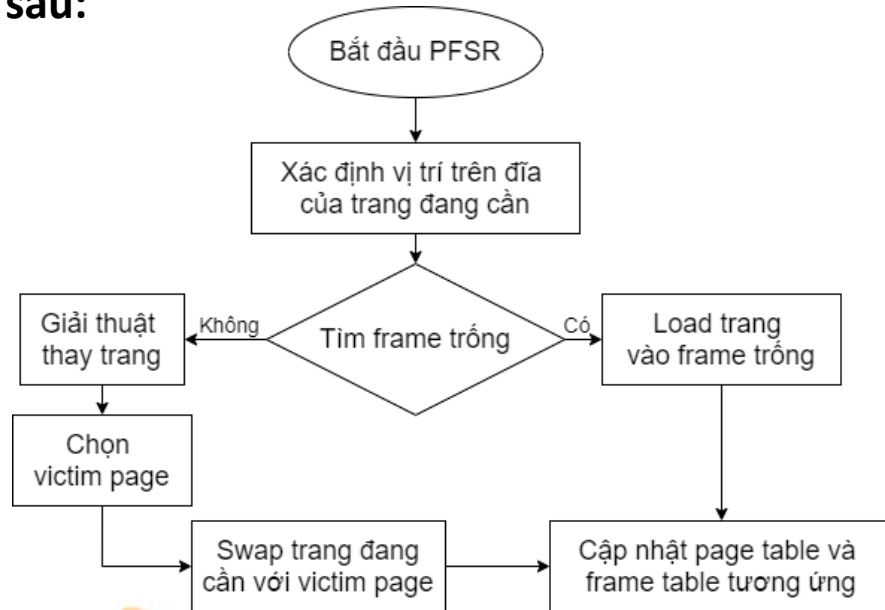 sau:
Bắt đầu PFSR
Xác định vị trí trên đĩa
của trang đang cần
Tìm frame trống
Không
Có
Giải thuật
thay trang
Load trang
vào frame trống
Chọn
victim page
Swap trang đang
cần với victim page
Cập nhật page table và
frame table tương ứng